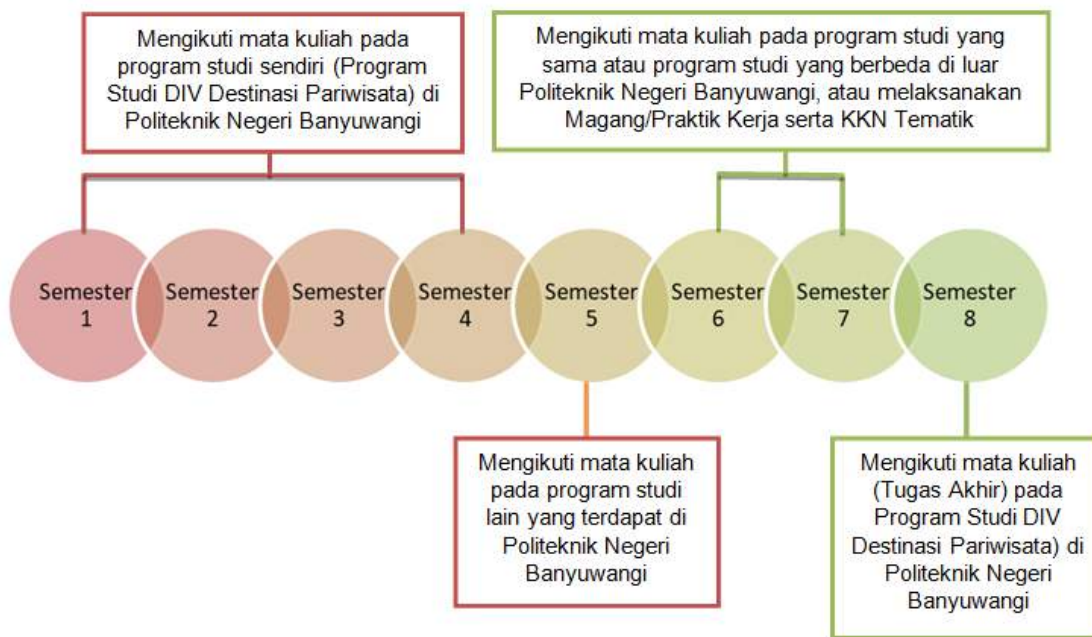 Mengikuti mata kuliah pada
program studi sendiri (Program
Studi DIV Destinasi Pariwisata) di
Politeknik Negeri Banyuwangi
Mengikuti mata kuliah pada program studi yang
sama atau program studi yang berbeda di luar
Politeknik Negeri Banyuwangi, atau melaksanakan
Magang/Praktik Kerja serta KKN Tematik
Semester
1
Semester
2
Semester
3
Semester
4
Semester
5
Semester
6
Semester
7
Semester
8
Mengikuti mata kuliah
pada program studi
lain yang terdapat di
Politeknik Negeri
Banyuwangi
Mengikuti mata kuliah
(Tugas Akhir) pada
Program Studi DIV
Destinasi Pariwisata) di
Politeknik Negeri
Banyuwangi